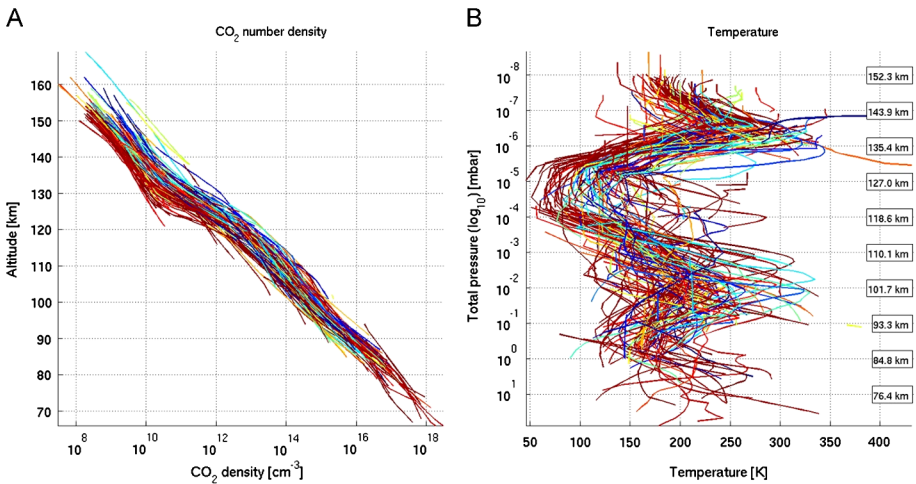 A
CO2 number density
Altitude [km]
160
150
140
130
120
110
100
90
80
70
10^8
10^10
10^12
10^14
10^16
10^18
CO2 density [cm^-3]
B
Temperature
Total pressure (log10)) [mbar]
10^-8
10^-7
10^-6
10^-5
10^-4
10^-3
10^-2
10^-1
10^0
10^1
152.3 km
143.9 km
135.4 km
127.0 km
118.6 km
110.1 km
101.7 km
93.3 km
84.8 km
76.4 km
50
100
150
200
250
300
350
400
Temperature [K]